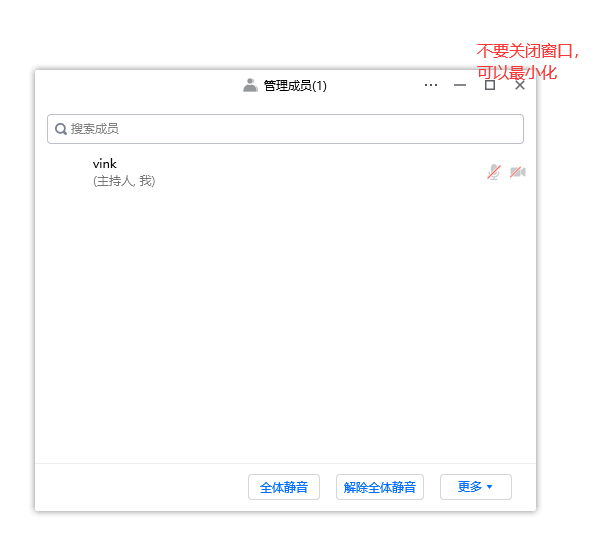 不要关闭窗口，
可以最小化
管理成员(1)
搜索成员
vink
(主持人, 我)
全体静音 解除全体静音 更多